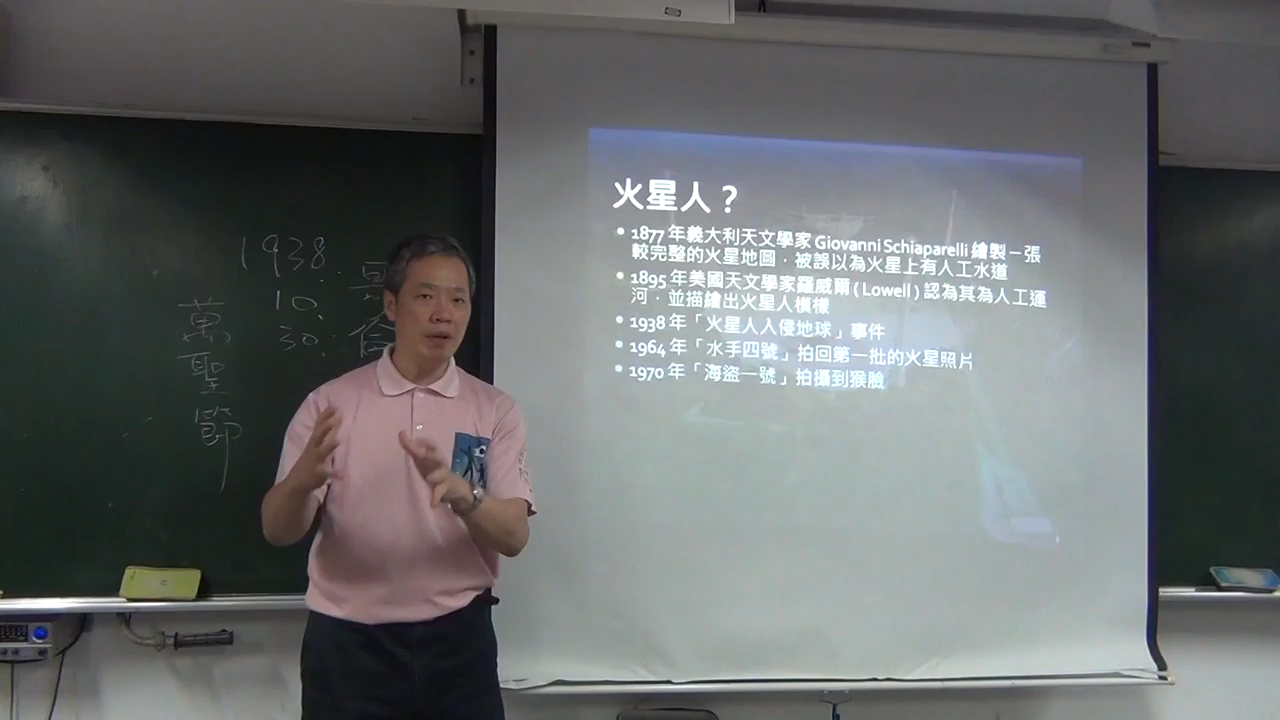 1938.
10.
30.
萬
聖
節
倫
火星人？
• 1877 年義大利天文學家 Giovanni Schiaparelli 繪製一張
較完整的火星地圖．被誤以為火星上有人工水道
• 1895 年美國天文學家羅威爾 ( Lowell ) 認為其為人工運
河．並描繪出火星人模樣
• 1938 年「火星人入侵地球」事件
• 1964 年「水手四號」拍回第一批的火星照片
• 1970 年「海盜一號」拍攝到猴臉